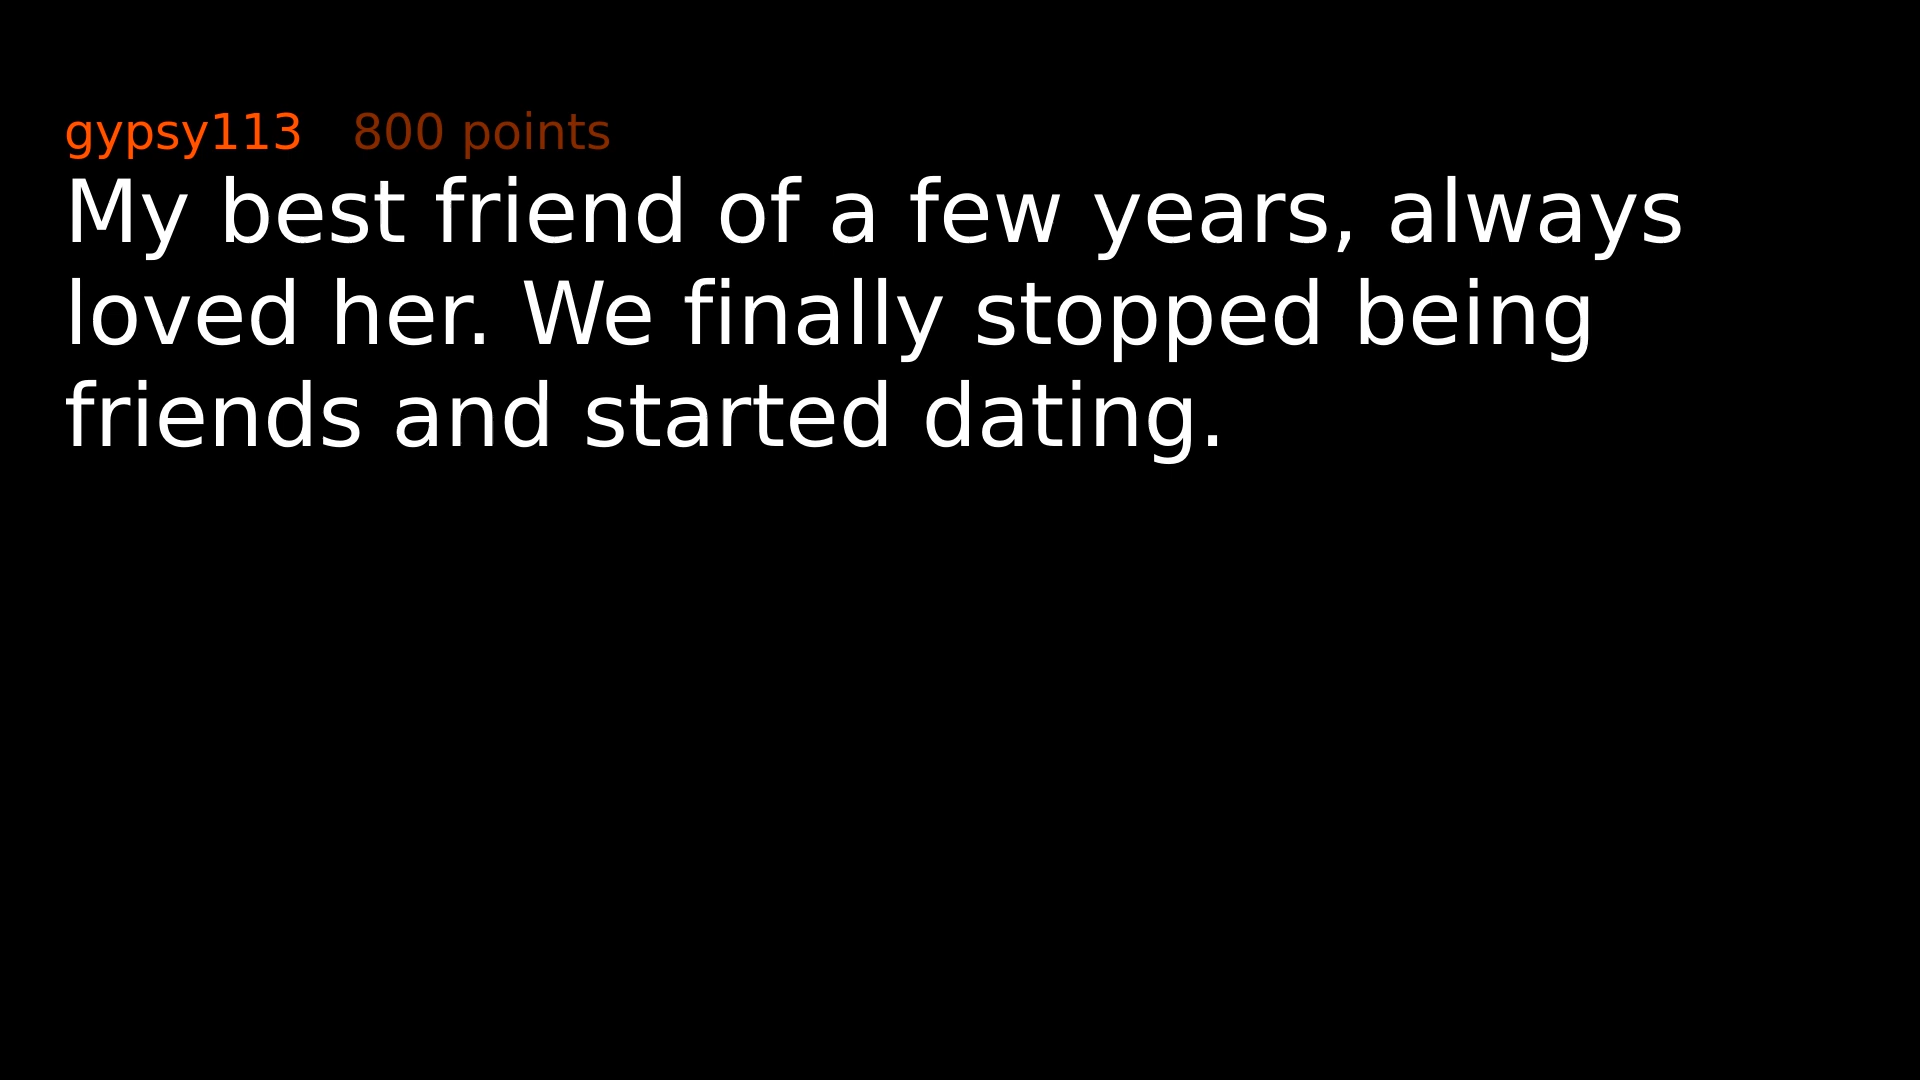 gypsy113 800 points
My best friend of a few years, always
loved her. We finally stopped being
friends and started dating.